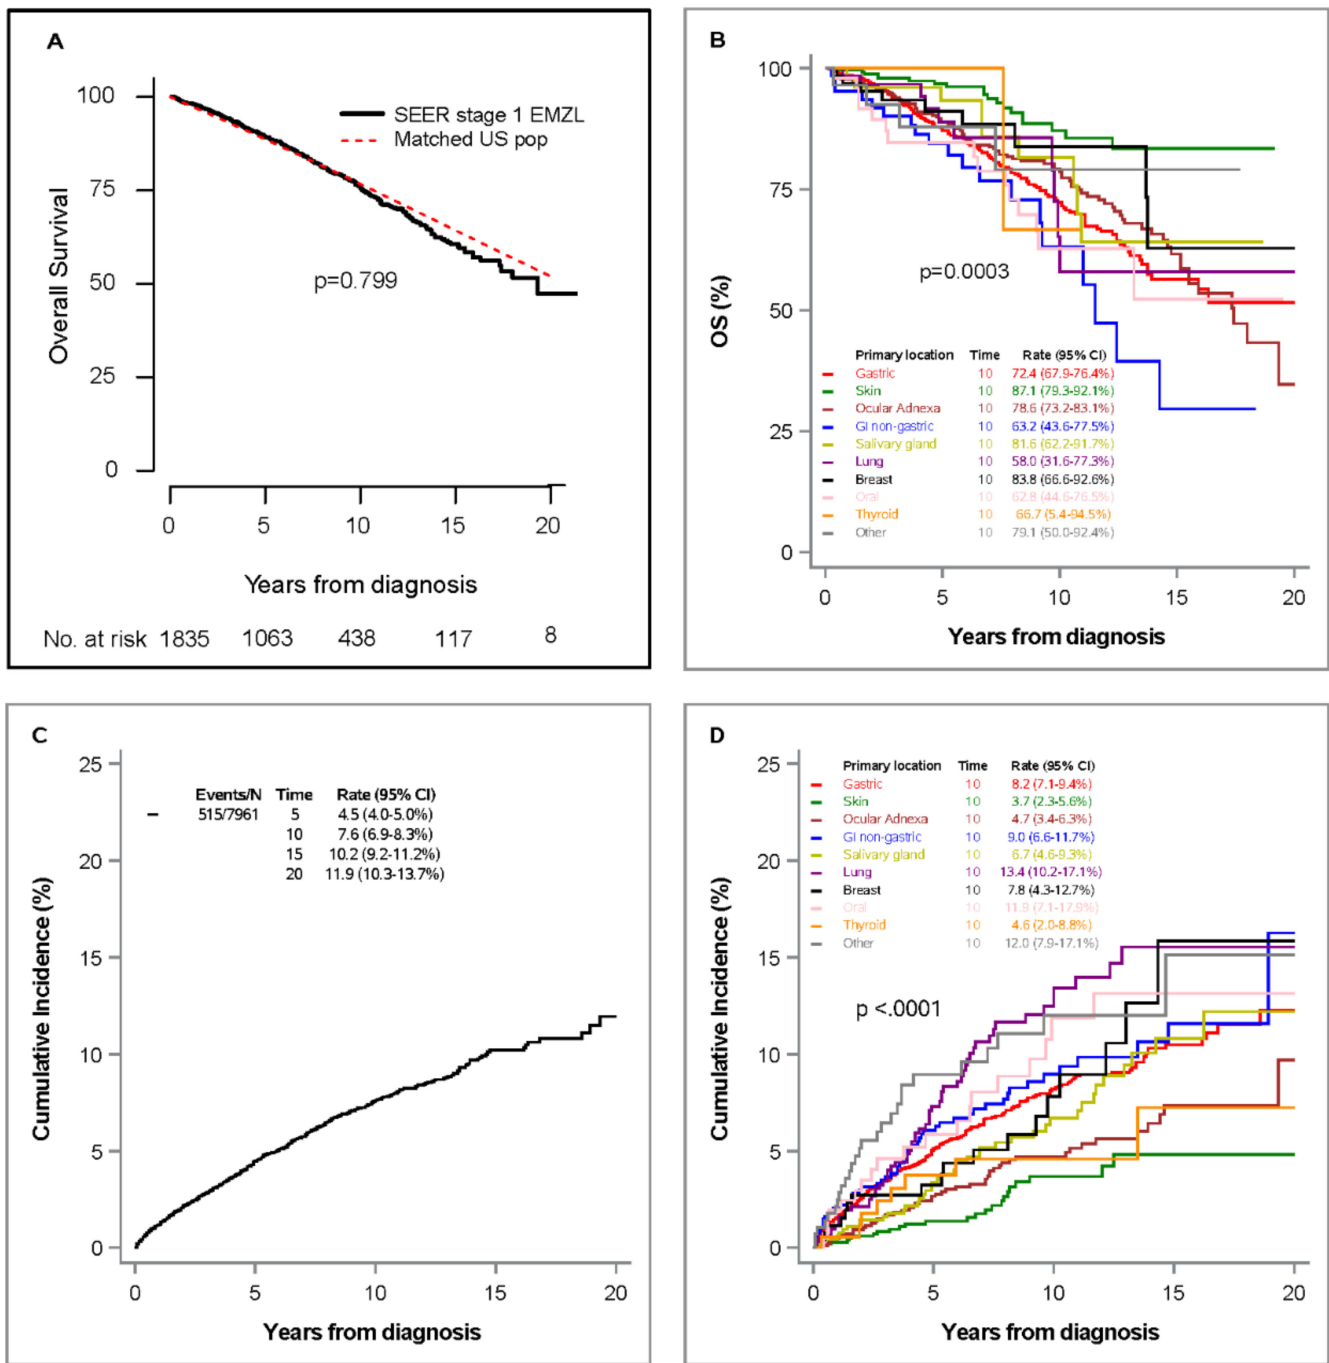 A
100
75
50
25
0
Overall Survival
SEER stage 1 EMZL
Matched US pop
p=0.799
0 5 10 15 20
Years from diagnosis
No. at risk 1835 1063 438 117 8
B
100
75
50
25
0
OS (%)
p=0.0003
Primary location Time Rate (95% CI)
Gastric 10 72.4 (67.9-76.4%)
Skin 10 87.1 (79.3-92.1%)
Ocular Adnexa 10 78.6 (73.2-83.1%)
GI non-gastric 10 63.2 (43.6-77.5%)
Salivary gland 10 81.6 (62.2-91.7%)
Lung 10 58.0 (31.6-77.3%)
Breast 10 83.8 (66.6-92.6%)
Oral 10 62.8 (44.6-76.5%)
Thyroid 10 66.7 (5.4-94.5%)
Other 10 79.1 (50.0-92.4%)
0 5 10 15 20
Years from diagnosis
C
25
20
15
10
5
0
Cumulative Incidence (%)
Events/N Time Rate (95% CI)
515/7961 5 4.5 (4.0-5.0%)
10 7.6 (6.9-8.3%)
15 10.2 (9.2-11.2%)
20 11.9 (10.3-13.7%)
0 5 10 15 20
Years from diagnosis
D
25
20
15
10
5
0
Cumulative Incidence (%)
Primary location Time Rate (95% CI)
Gastric 10 8.2 (7.1-9.4%)
Skin 10 3.7 (2.3-5.6%)
Ocular Adnexa 10 4.7 (3.4-6.3%)
GI non-gastric 10 9.0 (6.6-11.7%)
Salivary gland 10 6.7 (4.6-9.3%)
Lung 10 13.4 (10.2-17.1%)
Breast 10 7.8 (4.3-12.7%)
Oral 10 11.9 (7.1-17.9%)
Thyroid 10 4.6 (2.0-8.8%)
Other 10 12.0 (7.9-17.1%)
p <.0001
0 5 10 15 20
Years from diagnosis